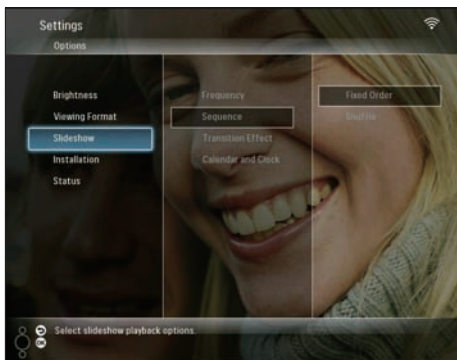 Settings
Options
Brightness
Viewing Format
Slideshow
Installation
Status
Frequency
Sequence
Transition Effect
Calendar and Clock
Fixed Order
Shuffle
Select slideshow playback options.
OK